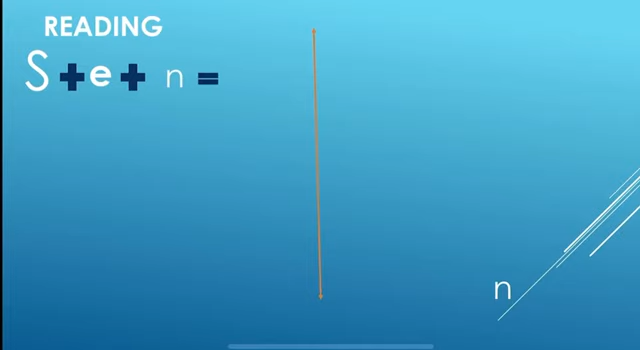 READING
S + e + n =
n